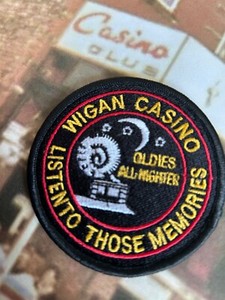 Casino
CLUB
WIGAN CASINO
OLDIES
ALL-NIGHTER
LISTEN TO THOSE MEMORIES